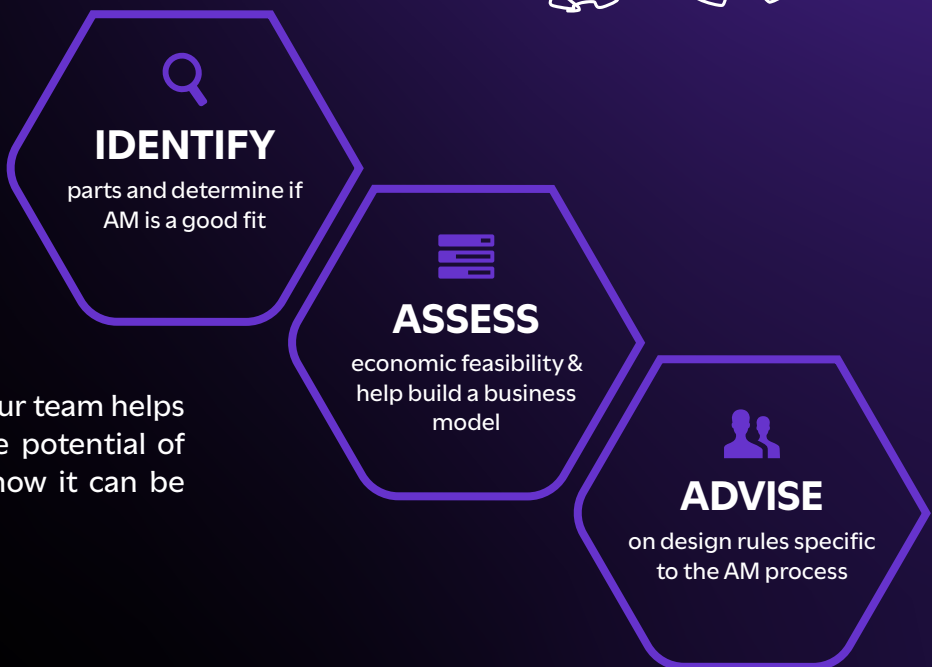 IDENTIFY
parts and determine if
AM is a good fit
ASSESS
economic feasibility &
help build a business
model
ur team helps
e potential of
how it can be
ADVISE
on design rules specific
to the AM process